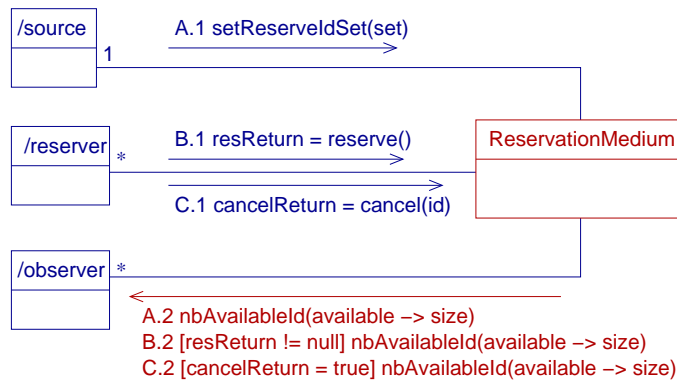 /source
A.1 setReserveIdSet(set)
1
/reserver
*
B.1 resReturn = reserve()
ReservationMedium
C.1 cancelReturn = cancel(id)
/observer
*
A.2 nbAvailableId(available −> size)
B.2 [resReturn != null] nbAvailableId(available −> size)
C.2 [cancelReturn = true] nbAvailableId(available −> size)